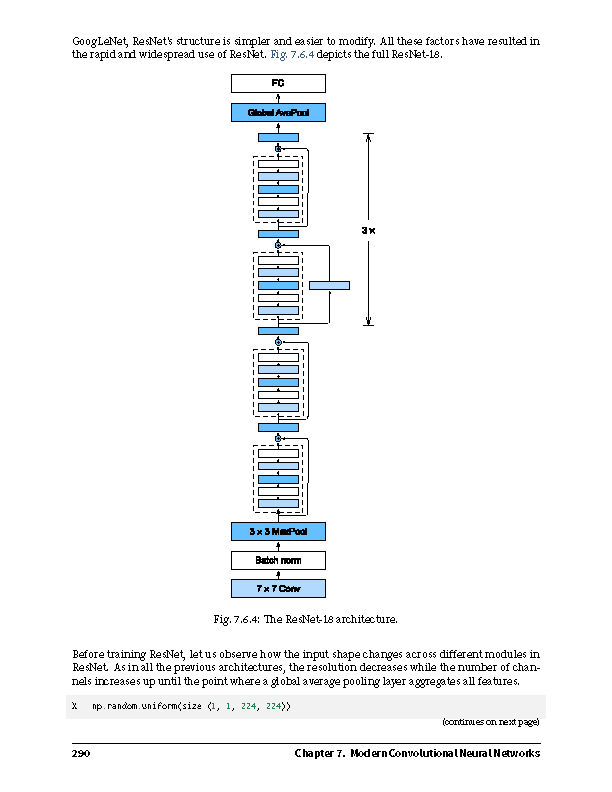 GoogLeNet, ResNet's structure is simpler and easier to modify. All these factors have resulted in
the rapid and widespread use of ResNet. Fig. 7.6.4 depicts the full ResNet-18.
FC
Global AvgPool
3 x
3 x 3 MaxPool
Batch norm
7 x 7 Conv
Fig. 7.6.4: The ResNet-18 architecture.
Before training ResNet, let us observe how the input shape changes across different modules in
ResNet. As in all the previous architectures, the resolution decreases while the number of chan-
nels increases up until the point where a global average pooling layer aggregates all features.
X np.random.uniform(size (1, 1, 224, 224))
(continues on next page)
290 Chapter 7. Modern Convolutional Neural Networks